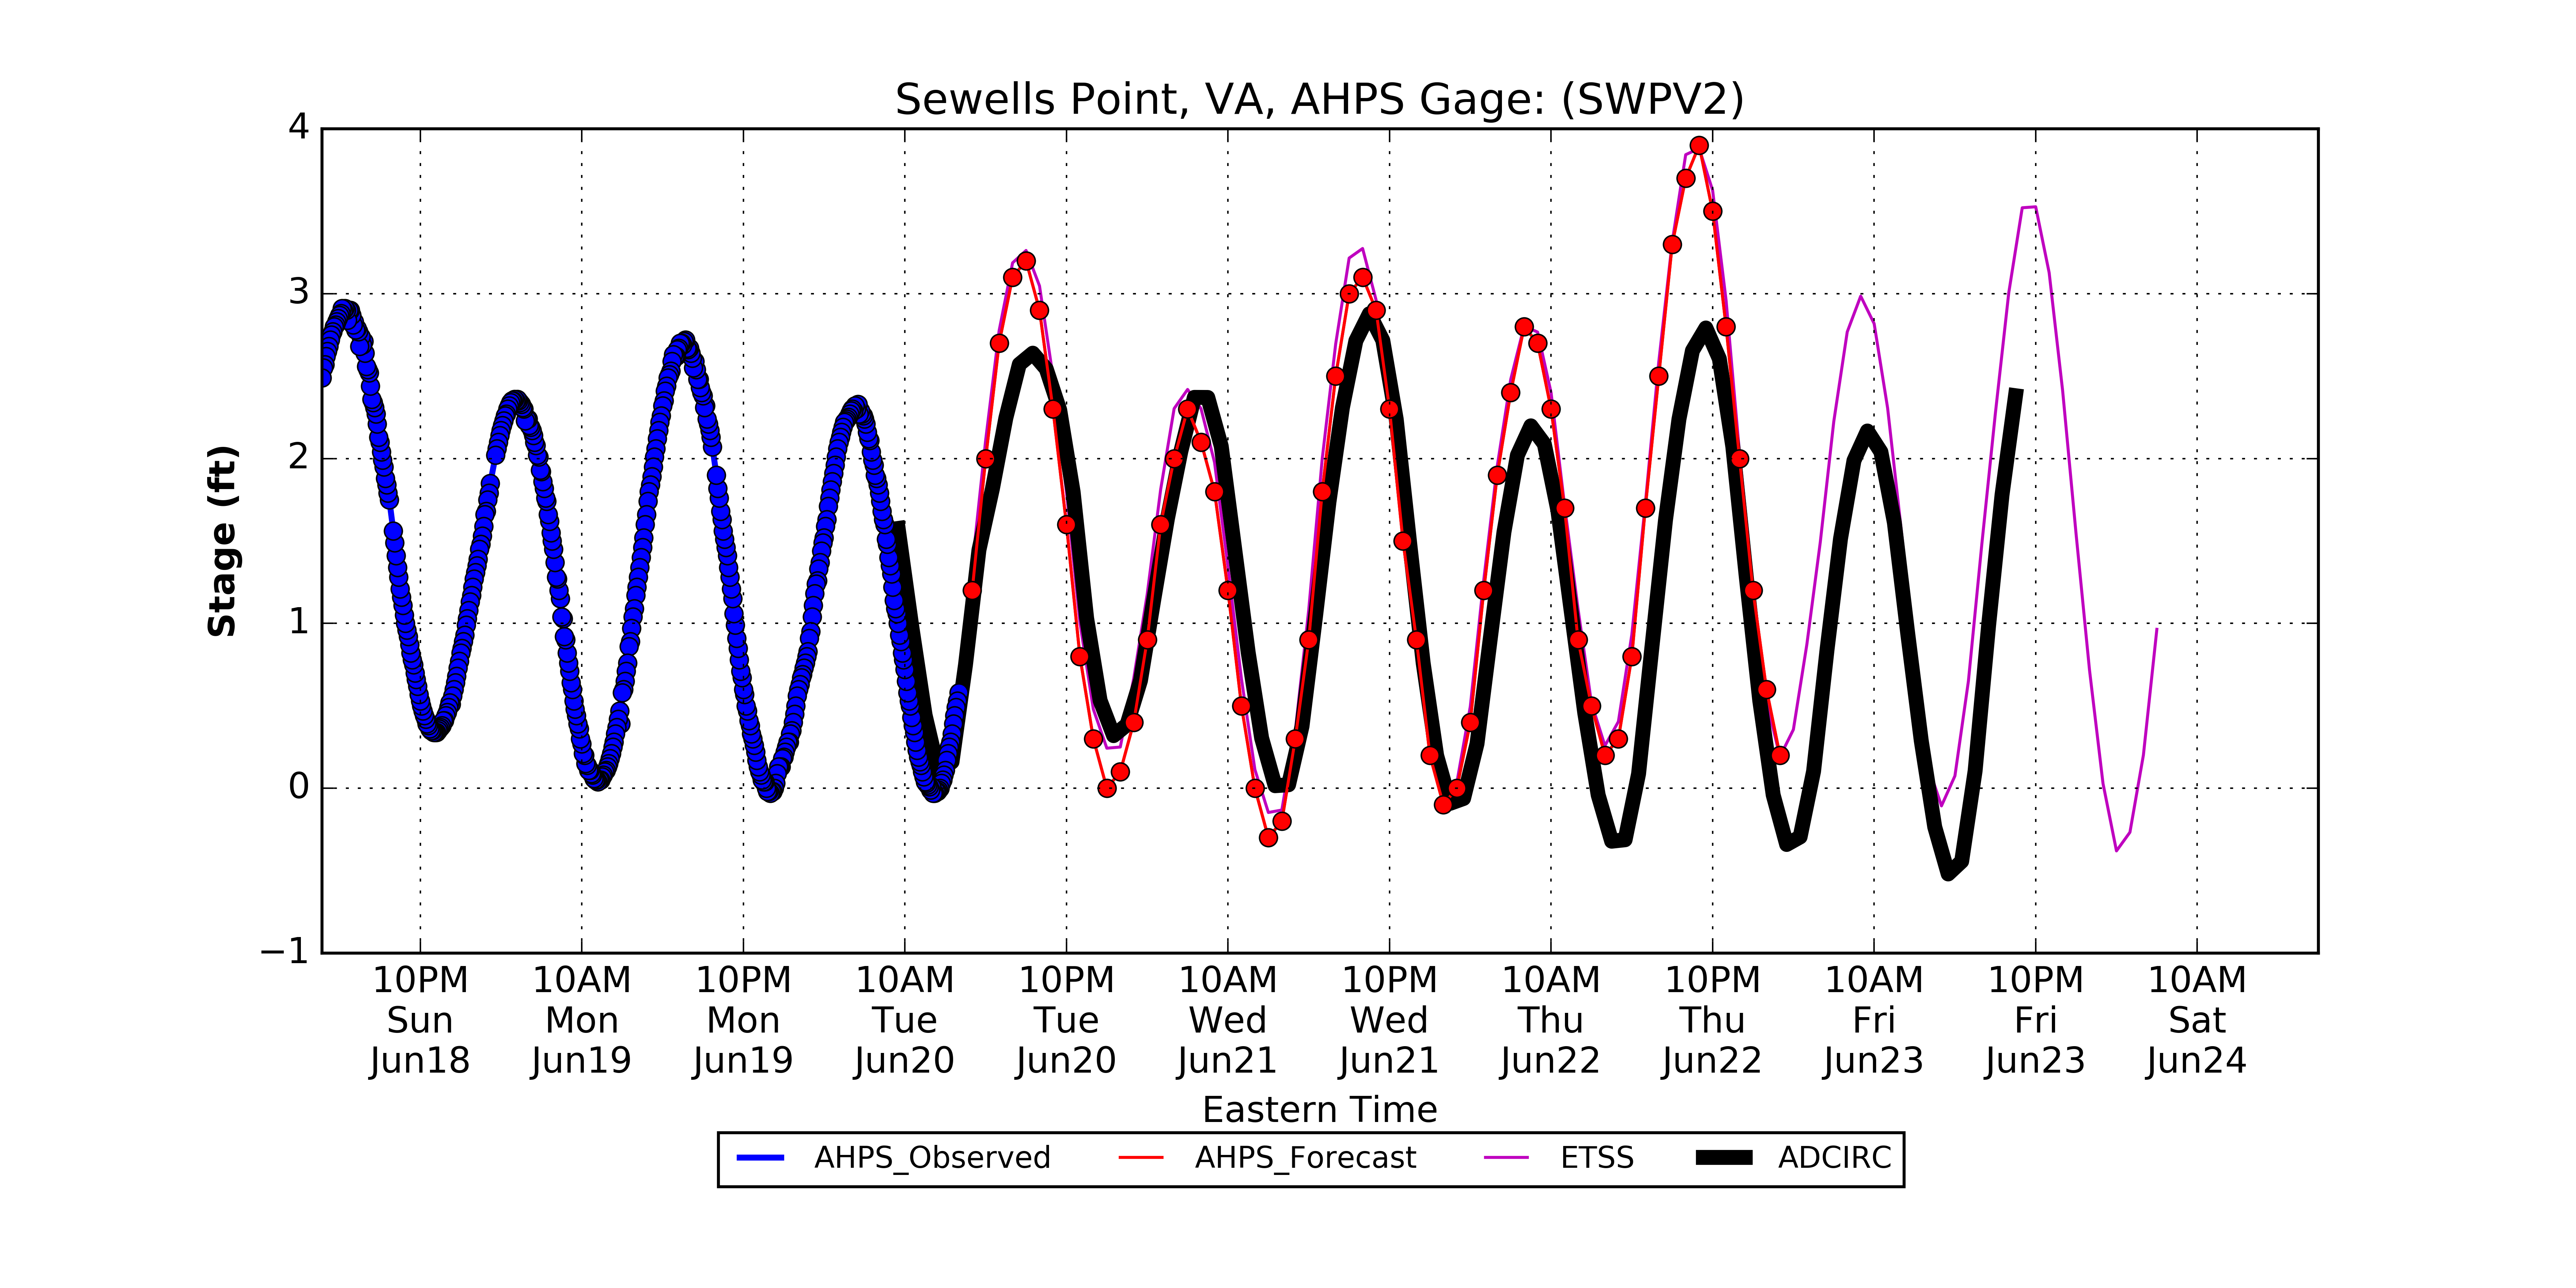 Sewells Point, VA, AHPS Gage: (SWPV2)
Stage (ft)
4
3
2
1
0
−1
10PM 10AM 10PM 10AM 10PM 10AM 10PM 10AM 10PM 10AM 10PM 10AM
Sun Mon Mon Tue Tue Wed Wed Thu Thu Fri Fri Sat
Jun18 Jun19 Jun19 Jun20 Jun20 Jun21 Jun21 Jun22 Jun22 Jun23 Jun23 Jun24
Eastern Time
AHPS_Observed AHPS_Forecast ETSS ADCIRC